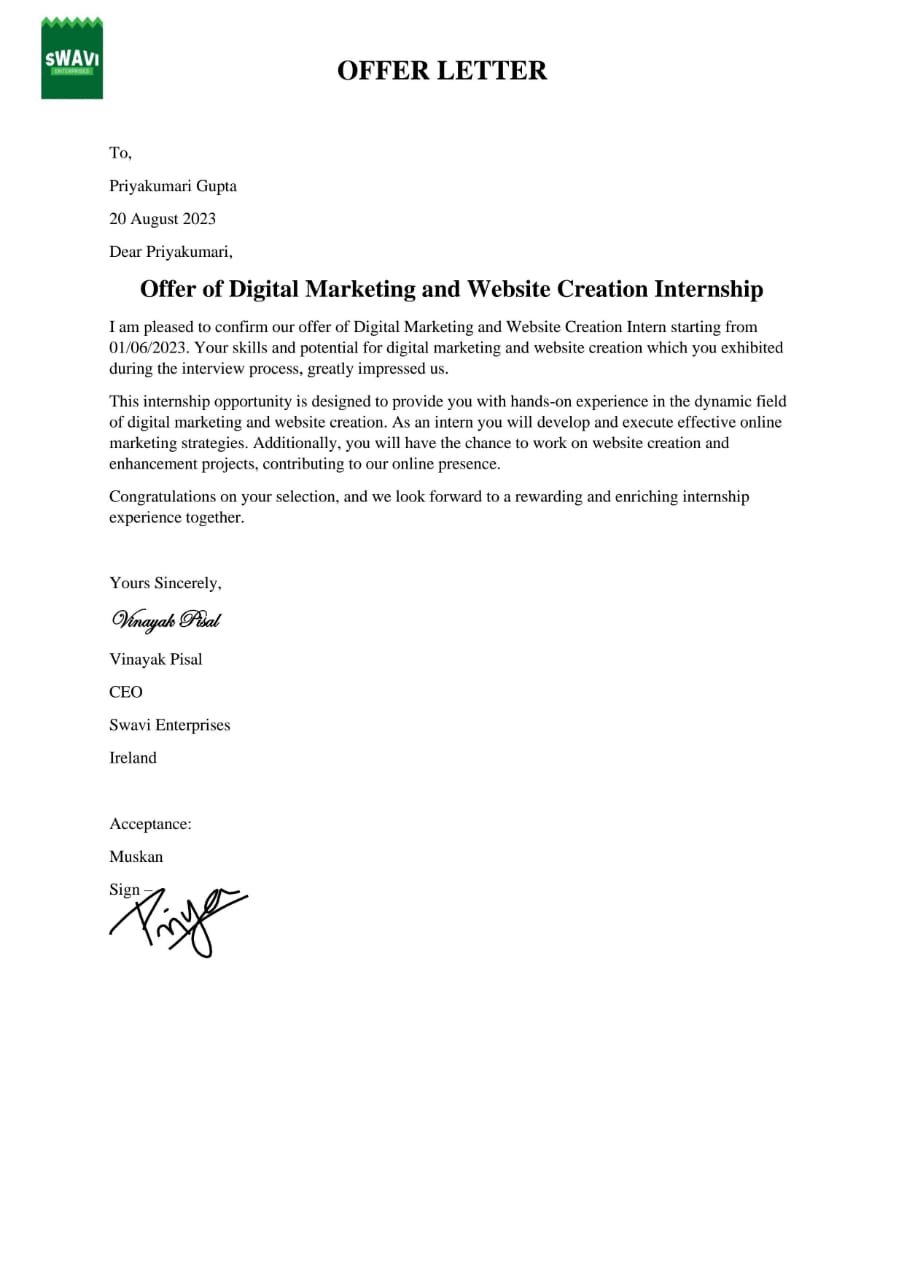 SWAVI
ENTERPRISES
OFFER LETTER
To,
Priyakumari Gupta
20 August 2023
Dear Priyakumari,
Offer of Digital Marketing and Website Creation Internship
I am pleased to confirm our offer of Digital Marketing and Website Creation Intern starting from
01/06/2023. Your skills and potential for digital marketing and website creation which you exhibited
during the interview process, greatly impressed us.
This internship opportunity is designed to provide you with hands-on experience in the dynamic field
of digital marketing and website creation. As an intern you will develop and execute effective online
marketing strategies. Additionally, you will have the chance to work on website creation and
enhancement projects, contributing to our online presence.
Congratulations on your selection, and we look forward to a rewarding and enriching internship
experience together.
Yours Sincerely,
Vinayak Pisal
Vinayak Pisal
CEO
Swavi Enterprises
Ireland
Acceptance:
Muskan
Sign –
Priya